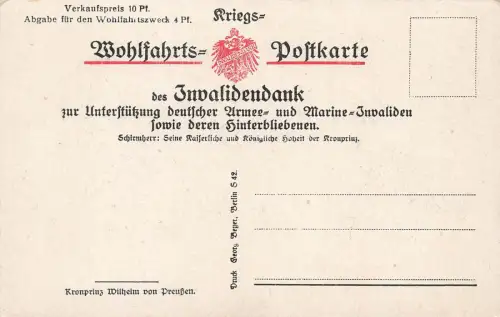 Verkaufspreis 10 Pf.
Abgabe für den Wohlfahrtszweck 4 Pf.
Kriegs-
Wohlfahrts- Postkarte
des Invalidendank
zur Unterstützung deutscher Armee- und Marine-Invaliden
sowie deren Hinterbliebenen.
Schirmherr: Seine Kaiserliche und Königliche Hoheit der Kronprinz.
Druck Georg Beyer, Berlin S 42.
Kronprinz Wilhelm von Preußen.